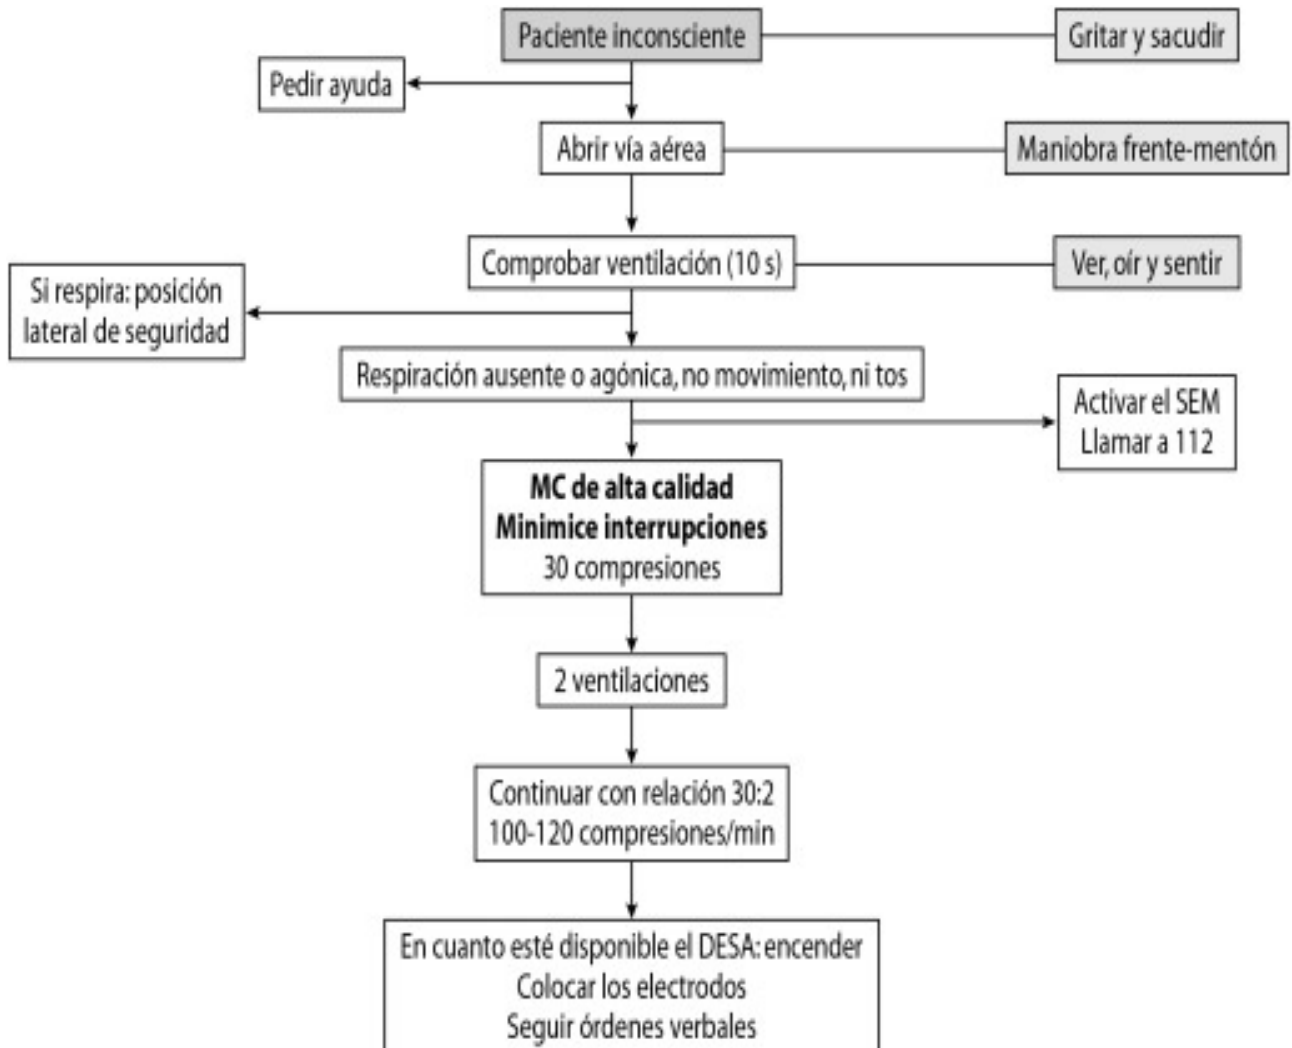 Paciente inconsciente
Gritar y sacudir
Pedir ayuda
Abrir vía aérea
Maniobra frente-mentón
Comprobar ventilación (10 s)
Ver, oír y sentir
Si respira: posición
lateral de seguridad
Respiración ausente o agónica, no movimiento, ni tos
Activar el SEM
Llamar a 112
MC de alta calidad
Minimice interrupciones
30 compresiones
2 ventilaciones
Continuar con relación 30:2
100-120 compresiones/min
En cuanto esté disponible el DESA: encender
Colocar los electrodos
Seguir órdenes verbales